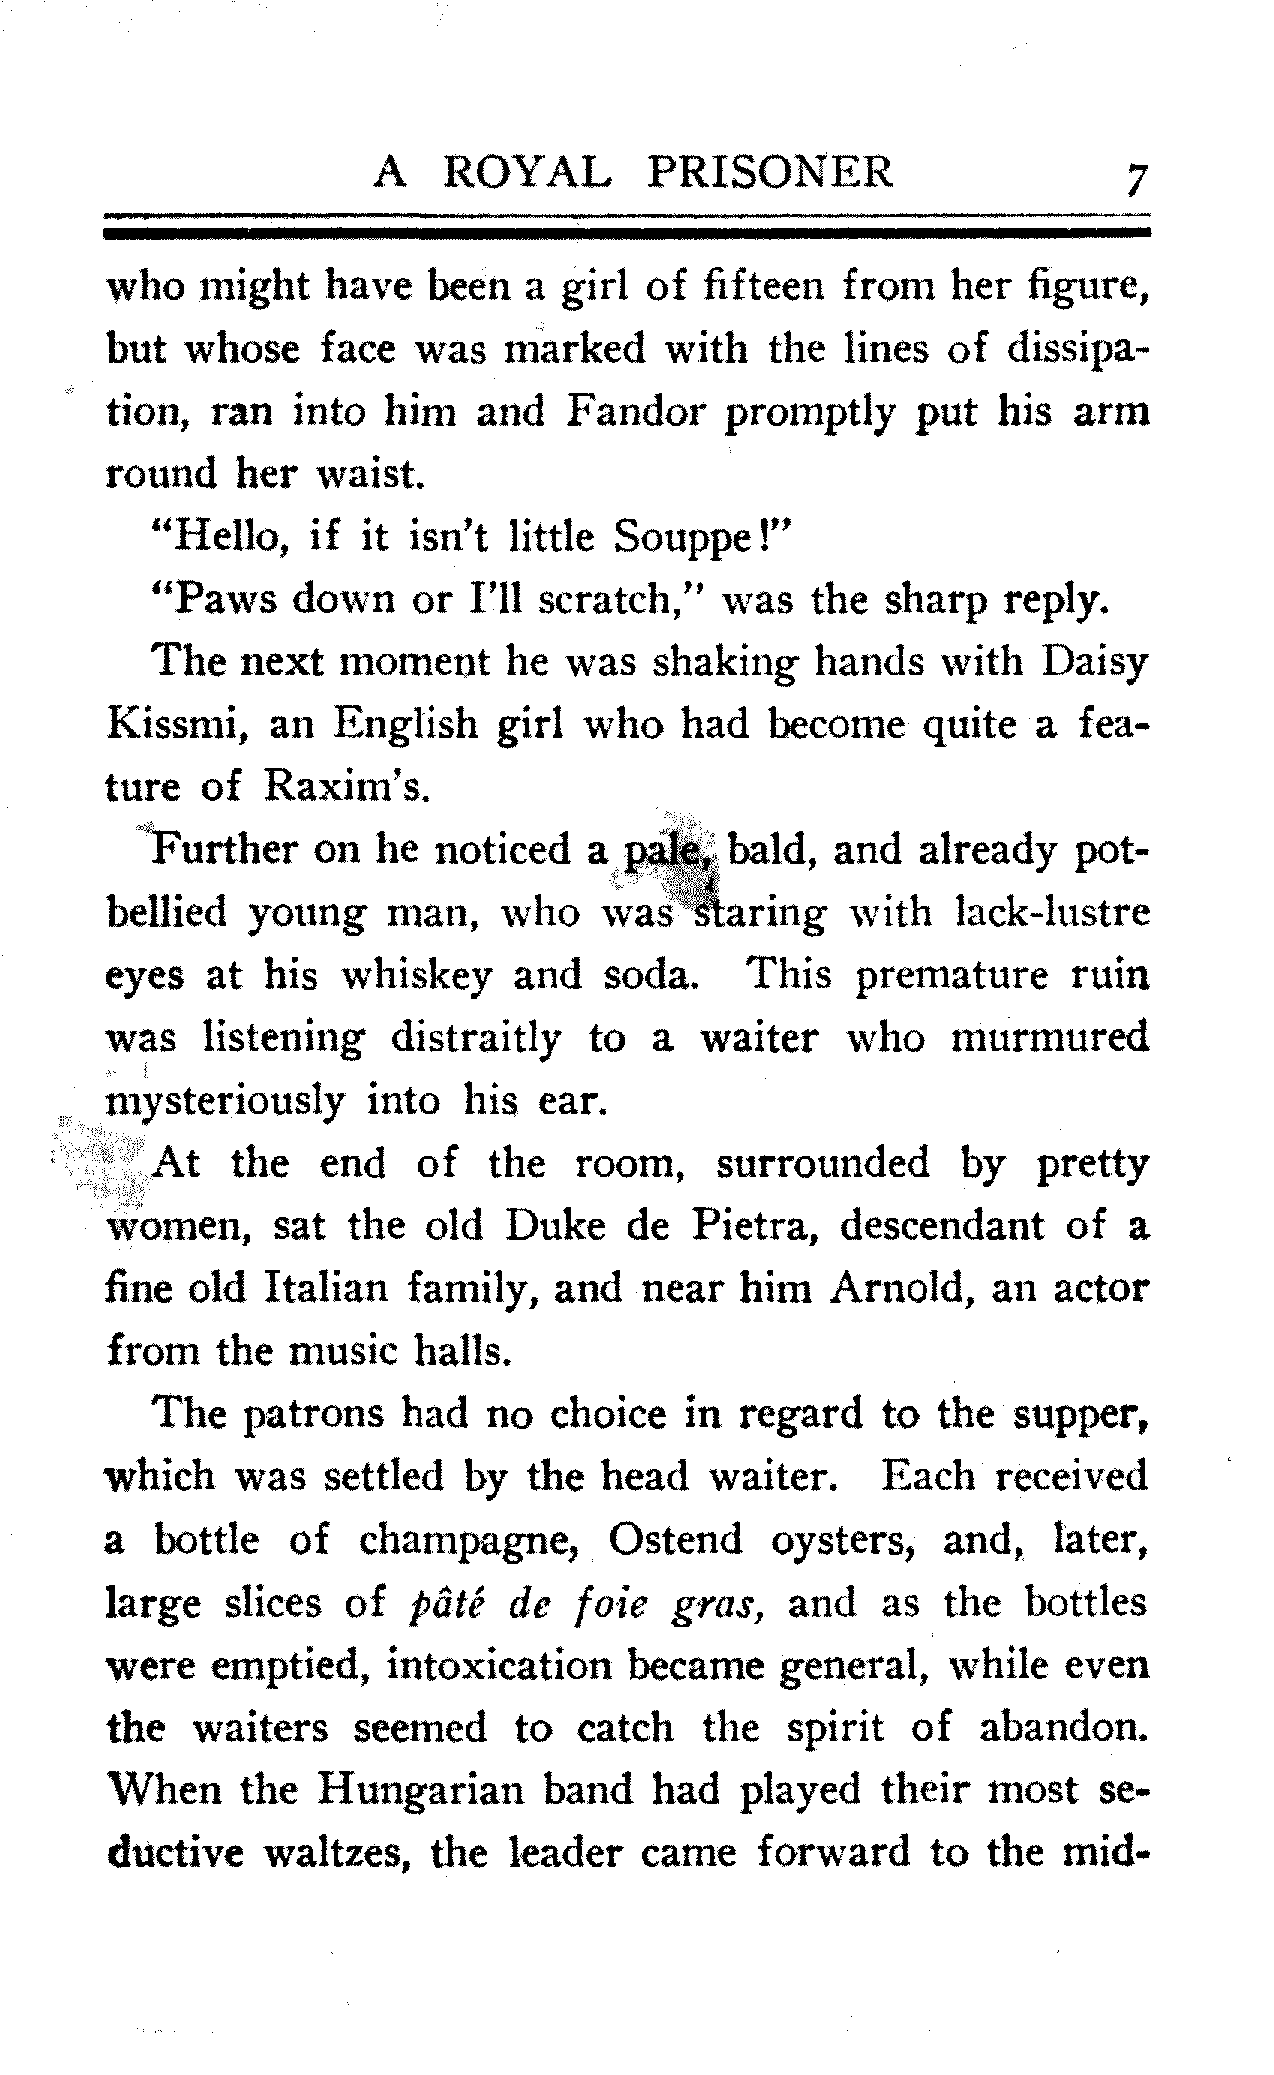 A ROYAL PRISONER 7
who might have been a girl of fifteen from her figure,
but whose face was marked with the lines of dissipa-
tion, ran into him and Fandor promptly put his arm
round her waist.
"Hello, if it isn't little Souppe!"
"Paws down or I'll scratch," was the sharp reply.
The next moment he was shaking hands with Daisy
Kissmi, an English girl who had become quite a fea-
ture of Raxim's.
Further on he noticed a pale, bald, and already pot-
bellied young man, who was staring with lack-lustre
eyes at his whiskey and soda. This premature ruin
was listening distraitly to a waiter who murmured
mysteriously into his ear.
At the end of the room, surrounded by pretty
women, sat the old Duke de Pietra, descendant of a
fine old Italian family, and near him Arnold, an actor
from the music halls.
The patrons had no choice in regard to the supper,
which was settled by the head waiter. Each received
a bottle of champagne, Ostend oysters, and, later,
large slices of pâté de foie gras, and as the bottles
were emptied, intoxication became general, while even
the waiters seemed to catch the spirit of abandon.
When the Hungarian band had played their most se-
ductive waltzes, the leader came forward to the mid-